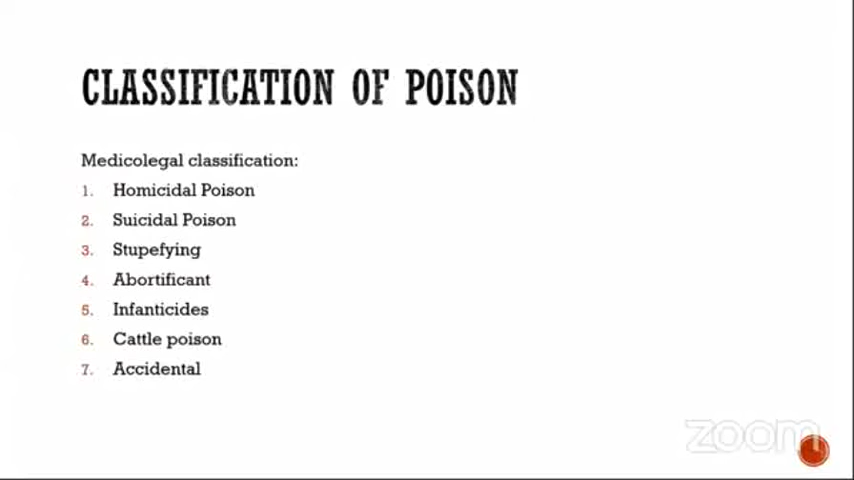 CLASSIFICATION OF POISON
Medicolegal classification:
1. Homicidal Poison
2. Suicidal Poison
3. Stupefying
4. Abortificant
5. Infanticides
6. Cattle poison
7. Accidental
zoom